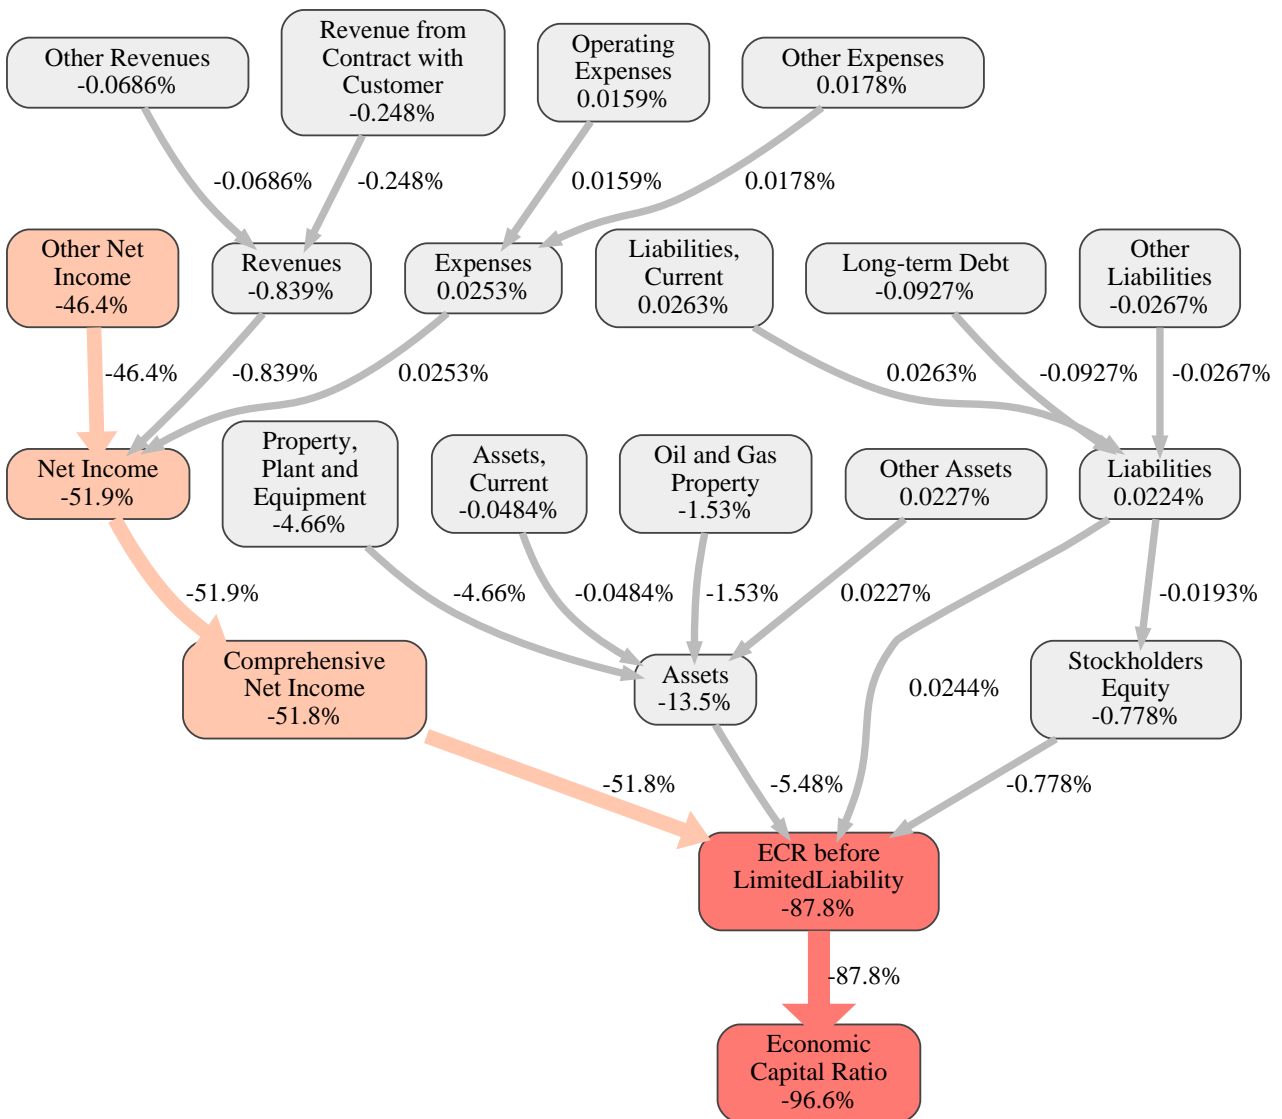 Other Revenues
-0.0686%
Revenue from
Contract with
Customer
-0.248%
Operating
Expenses
0.0159%
Other Expenses
0.0178%
-0.0686%
-0.248%
0.0159%
0.0178%
Other Net
Income
-46.4%
Revenues
-0.839%
Expenses
0.0253%
Liabilities,
Current
0.0263%
Long-term Debt
-0.0927%
Other
Liabilities
-0.0267%
-46.4%
-0.839%
0.0253%
0.0263%
-0.0927%
-0.0267%
Net Income
-51.9%
Property,
Plant and
Equipment
-4.66%
Assets,
Current
-0.0484%
Oil and Gas
Property
-1.53%
Other Assets
0.0227%
Liabilities
0.0224%
-51.9%
-4.66%
-0.0484%
-1.53%
0.0227%
-0.0193%
Comprehensive
Net Income
-51.8%
Assets
-13.5%
0.0244%
Stockholders
Equity
-0.778%
-51.8%
-5.48%
-0.778%
ECR before
LimitedLiability
-87.8%
-87.8%
Economic
Capital Ratio
-96.6%